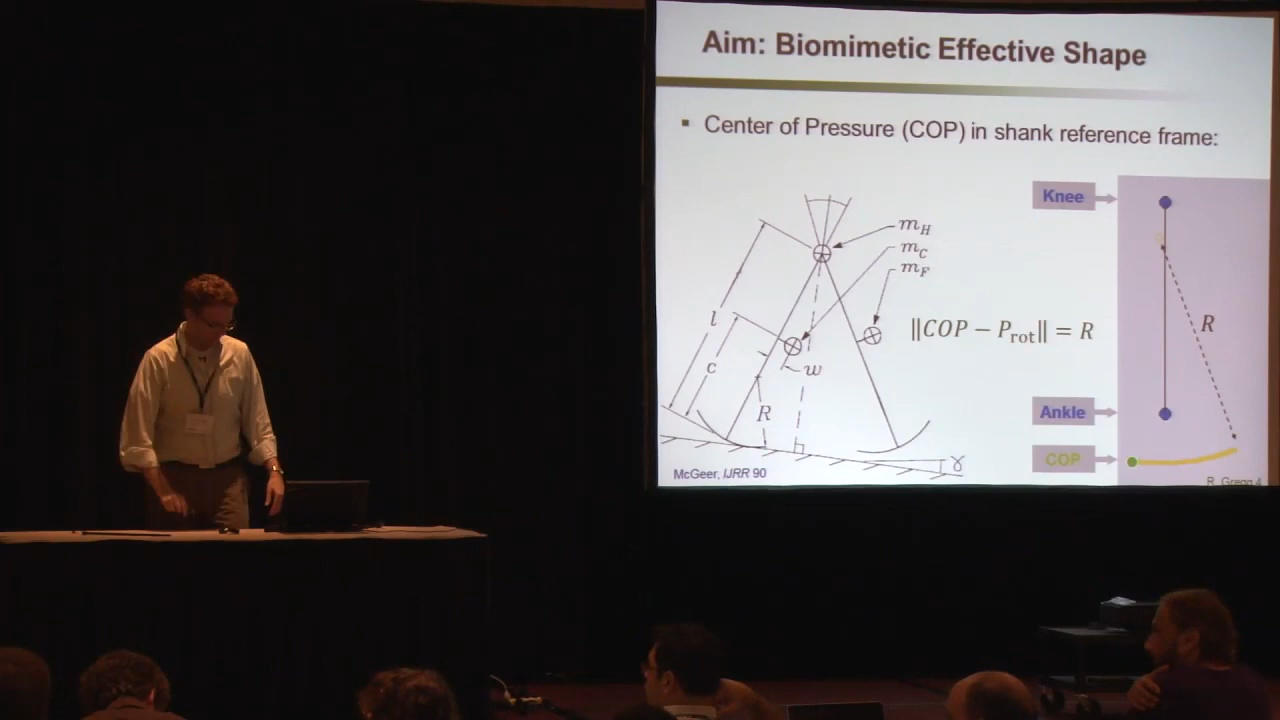 Aim: Biomimetic Effective Shape
▪ Center of Pressure (COP) in shank reference frame:
Knee
m_H
m_C
m_F
l
c
w
R
‖COP − P_rot‖ = R
R
Ankle
COP
γ
McGeer, IJRR 90
R. Gregg 4